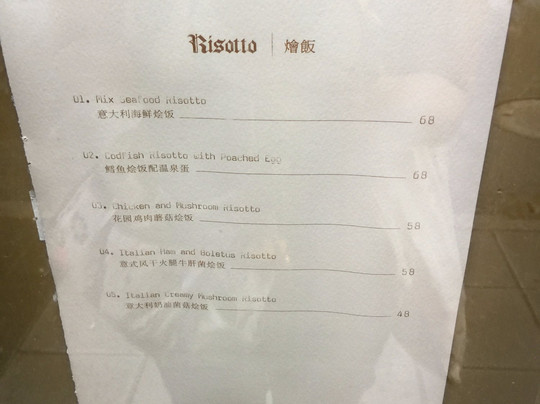 Risotto | 燴飯
01. Mix Seafood Risotto
意大利海鲜烩饭 68
02. Codfish Risotto with Poached Egg
鳕鱼烩饭配温泉蛋 68
03. Chicken and Mushroom Risotto
花园鸡肉蘑菇烩饭 58
04. Italian Ham and Boletus Risotto
意式风干火腿牛肝菌烩饭 58
05. Italian Creamy Mushroom Risotto
意大利奶油菌菇烩饭 48